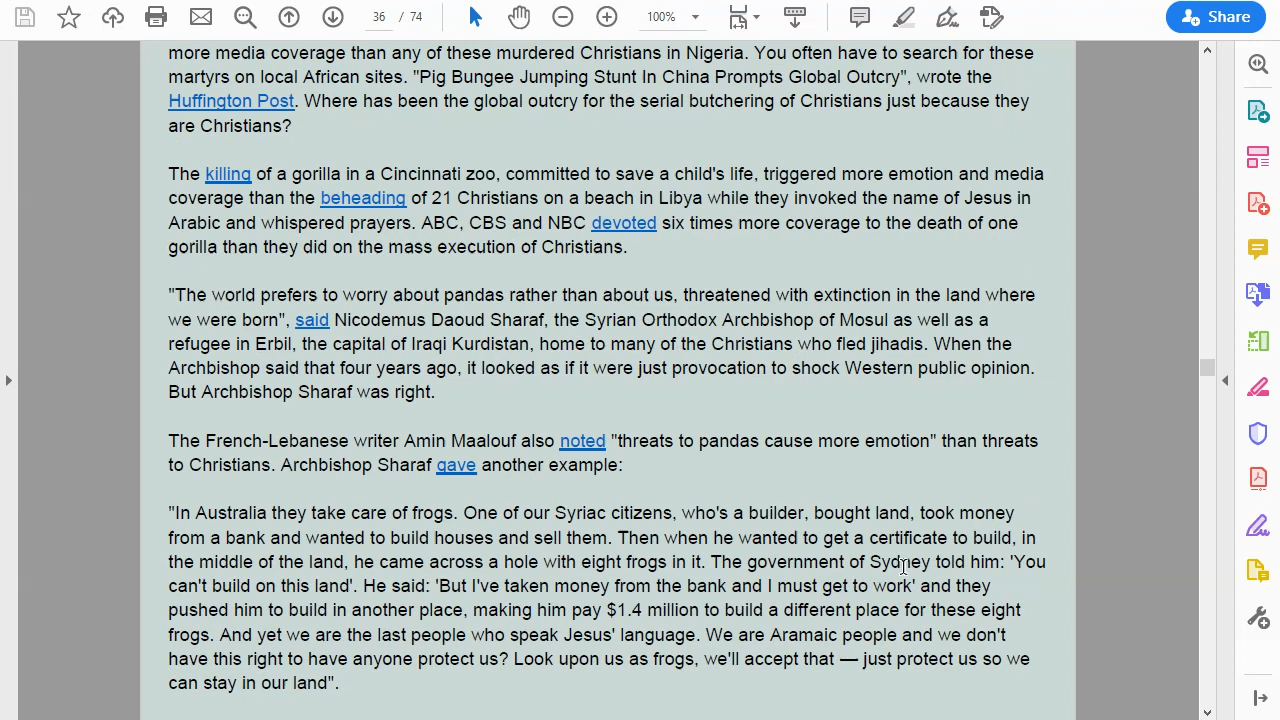 36 / 74
100%
Share
more media coverage than any of these murdered Christians in Nigeria. You often have to search for these
martyrs on local African sites. "Pig Bungee Jumping Stunt In China Prompts Global Outcry", wrote the
Huffington Post. Where has been the global outcry for the serial butchering of Christians just because they
are Christians?
The killing of a gorilla in a Cincinnati zoo, committed to save a child's life, triggered more emotion and media
coverage than the beheading of 21 Christians on a beach in Libya while they invoked the name of Jesus in
Arabic and whispered prayers. ABC, CBS and NBC devoted six times more coverage to the death of one
gorilla than they did on the mass execution of Christians.
"The world prefers to worry about pandas rather than about us, threatened with extinction in the land where
we were born", said Nicodemus Daoud Sharaf, the Syrian Orthodox Archbishop of Mosul as well as a
refugee in Erbil, the capital of Iraqi Kurdistan, home to many of the Christians who fled jihadis. When the
Archbishop said that four years ago, it looked as if it were just provocation to shock Western public opinion.
But Archbishop Sharaf was right.
The French-Lebanese writer Amin Maalouf also noted "threats to pandas cause more emotion" than threats
to Christians. Archbishop Sharaf gave another example:
"In Australia they take care of frogs. One of our Syriac citizens, who's a builder, bought land, took money
from a bank and wanted to build houses and sell them. Then when he wanted to get a certificate to build, in
the middle of the land, he came across a hole with eight frogs in it. The government of Sydney told him: 'You
can't build on this land'. He said: 'But I've taken money from the bank and I must get to work' and they
pushed him to build in another place, making him pay $1.4 million to build a different place for these eight
frogs. And yet we are the last people who speak Jesus' language. We are Aramaic people and we don't
have this right to have anyone protect us? Look upon us as frogs, we'll accept that — just protect us so we
can stay in our land".